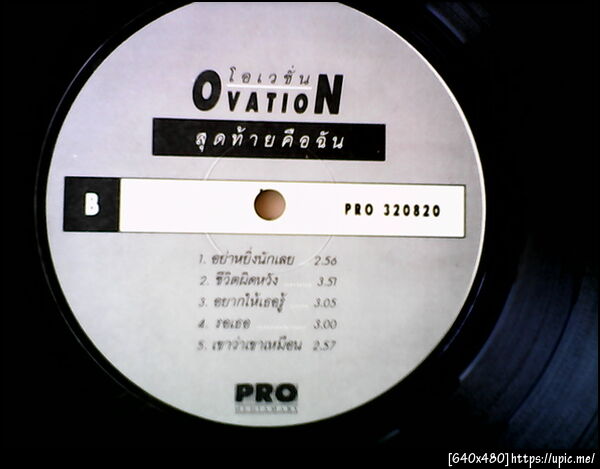 โอเวชั่น
OVATION
สุดท้ายคือฉัน
B PRO 320820
1. อย่าหยิ่งนักเลย 2.56
2. ชีวิตผิดหวัง 3.51
3. อยากให้เธอรู้ 3.05
4. รอเธอ 3.00
5. เขาว่าเขาเหมือน 2.57
PRO
[640x480]https://upic.me/